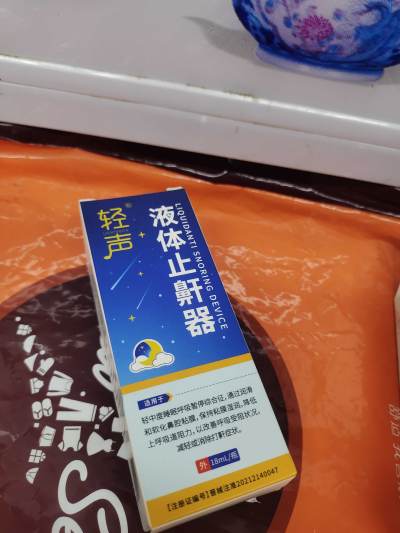 轻声
液体止鼾器
LIQUIDANTI SNORING DEVICE
适用于
轻中度睡眠呼吸暂停综合征，通过润滑
和软化鼻腔粘膜，保持粘膜湿润，降低
上呼吸道阻力，以改善呼吸受阻状况，
减轻或消除打鼾症状。
外 18mL/瓶
【注册证编号】晋械注准20212140047